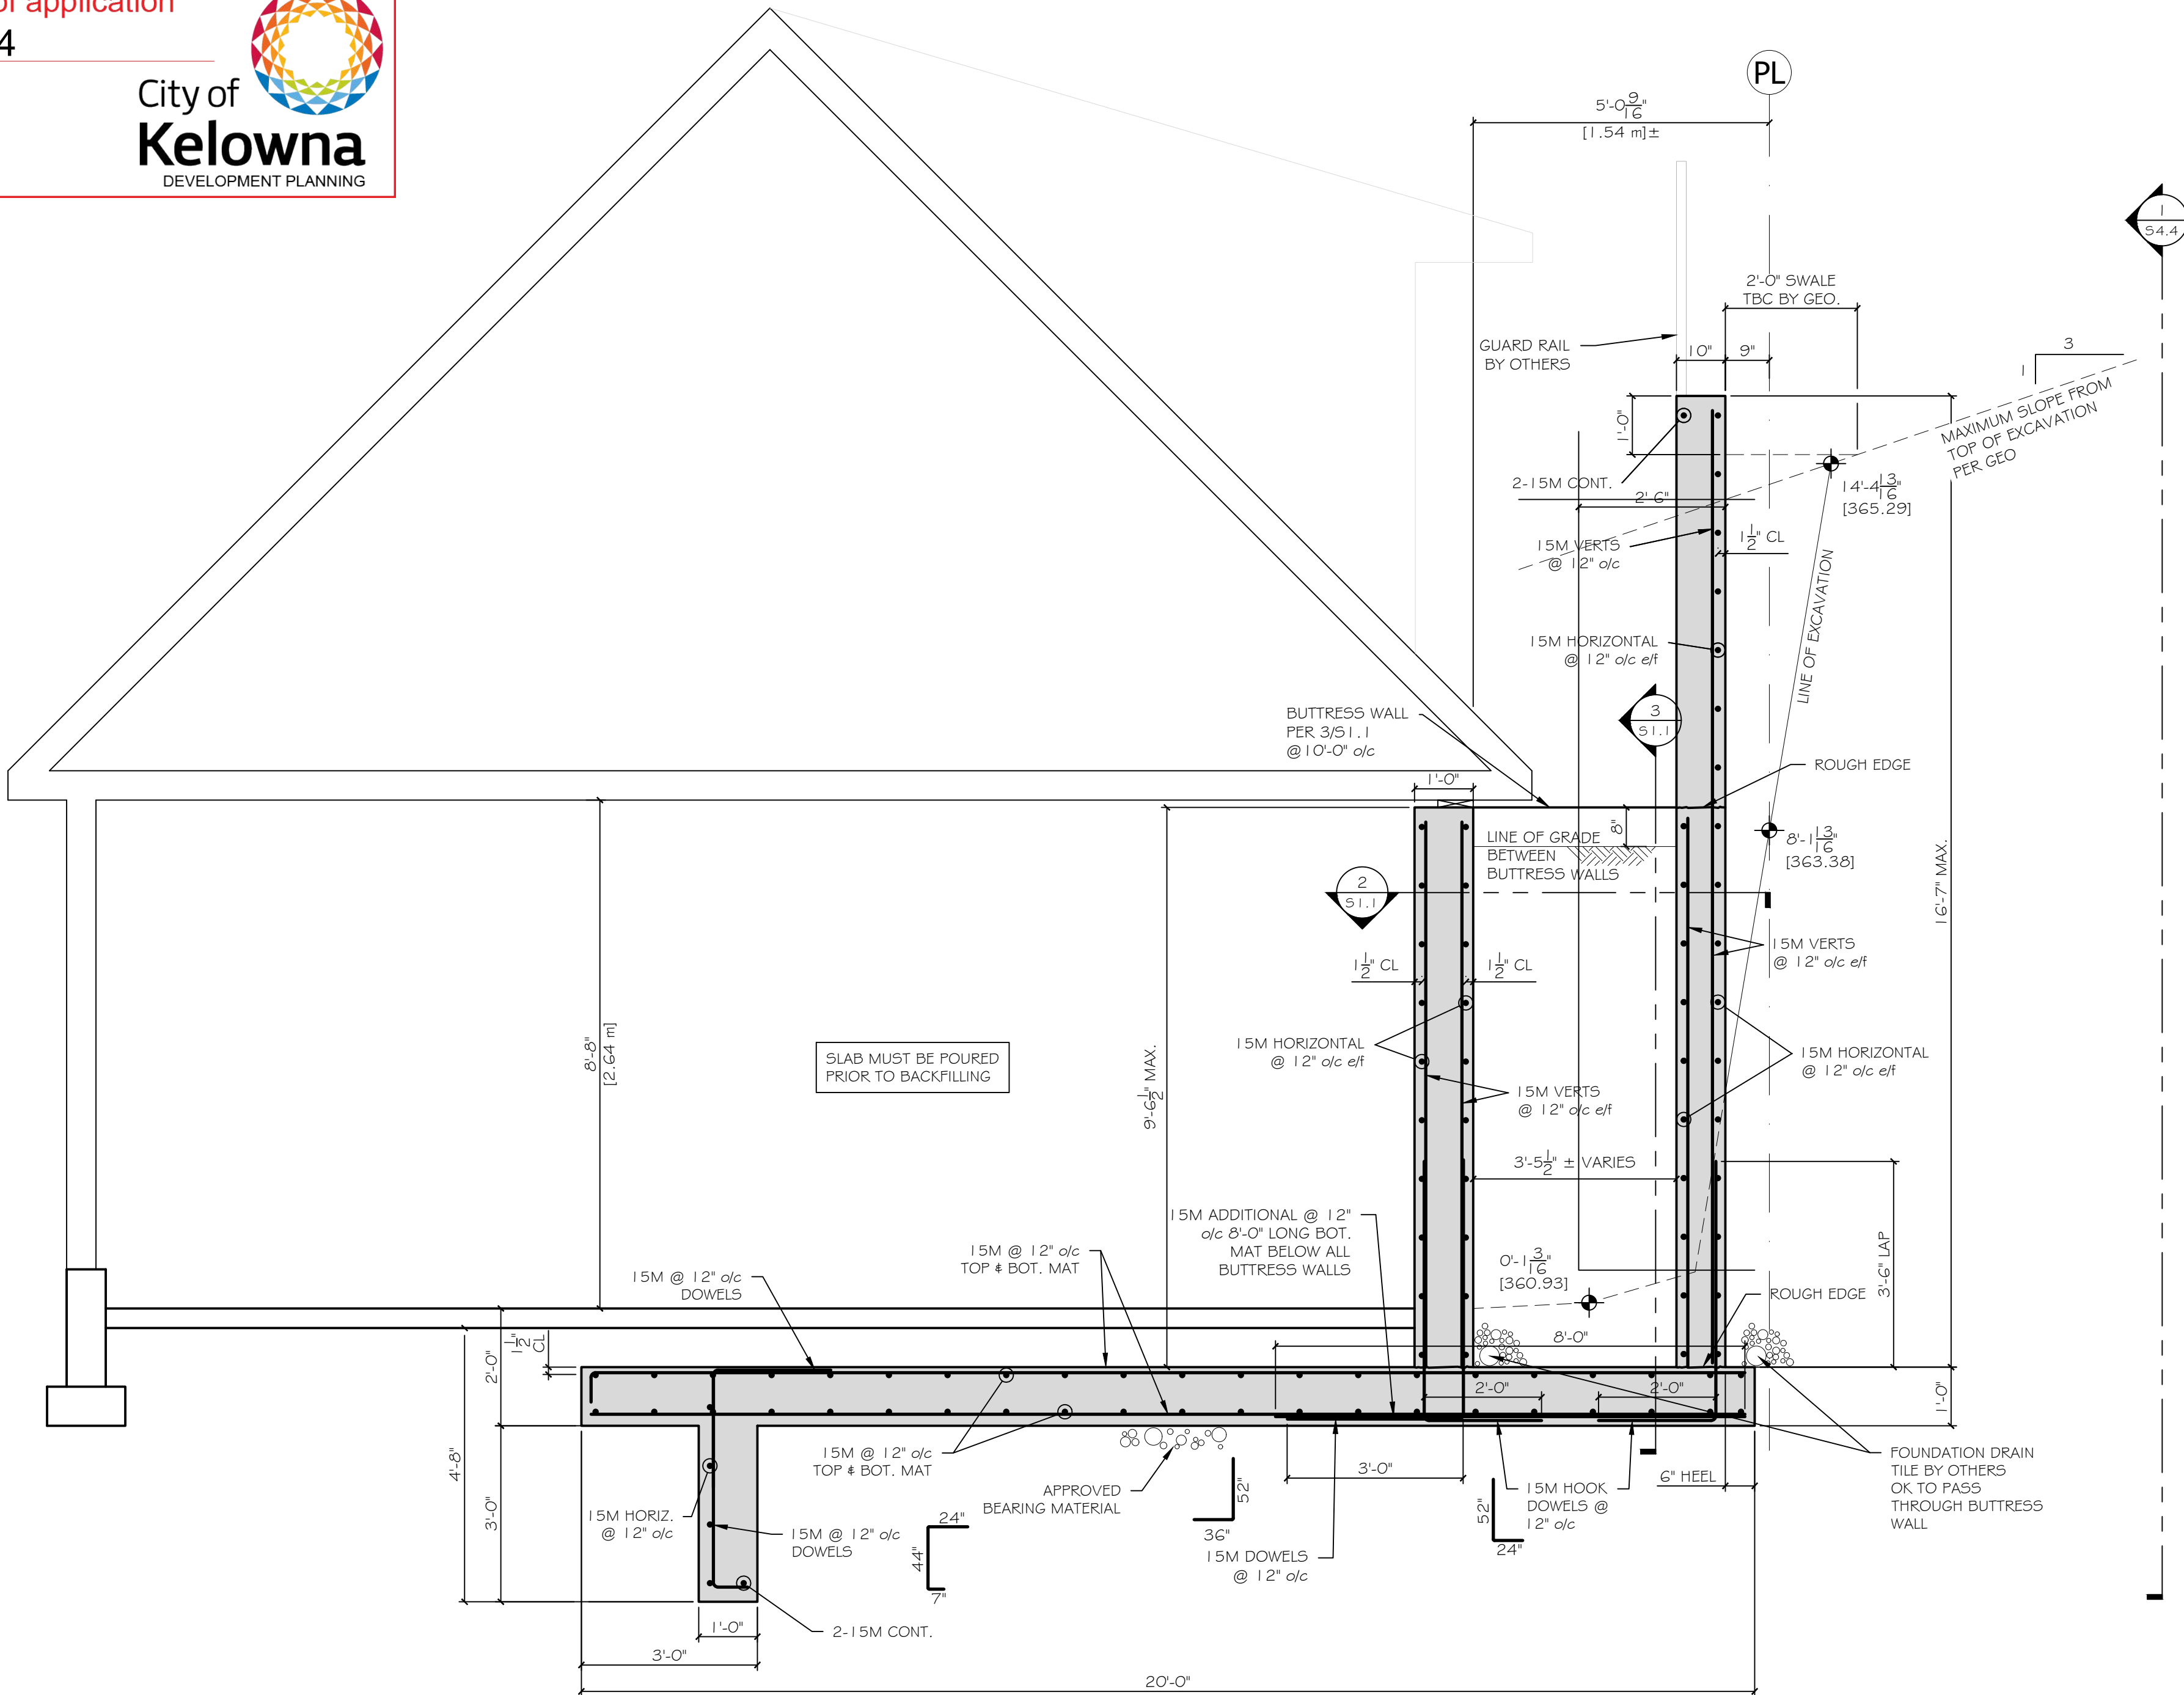 of application
4
City of
Kelowna
DEVELOPMENT PLANNING
PL
5'-0 9/16"
[1.54 m]±
1
S4.4
2'-0" SWALE
TBC BY GEO.
GUARD RAIL
BY OTHERS
10"
9"
3
1
MAXIMUM SLOPE FROM
TOP OF EXCAVATION
PER GEO
1'-0"
2-15M CONT.
2'-6"
14'-4 13/16"
[365.29]
15M VERTS
@ 12" o/c
1 1/2" CL
LINE OF EXCAVATION
15M HORIZONTAL
@ 12" o/c e/f
BUTTRESS WALL
PER 3/S1.1
@10'-0" o/c
3
S1.1
ROUGH EDGE
1'-0"
8"
LINE OF GRADE
BETWEEN
BUTTRESS WALLS
8'-1 13/16"
[363.38]
16'-7" MAX.
2
S1.1
15M VERTS
@ 12" o/c e/f
1 1/2" CL
1 1/2" CL
8'-8"
[2.64 m]
SLAB MUST BE POURED
PRIOR TO BACKFILLING
9'-6 1/2" MAX.
15M HORIZONTAL
@ 12" o/c e/f
15M HORIZONTAL
@ 12" o/c e/f
15M VERTS
@ 12" o/c e/f
3'-5 1/2" ± VARIES
15M ADDITIONAL @ 12"
o/c 8'-0" LONG BOT.
MAT BELOW ALL
BUTTRESS WALLS
15M @ 12" o/c
TOP & BOT. MAT
15M @ 12" o/c
DOWELS
0'-1 3/16"
[360.93]
3'-6" LAP
ROUGH EDGE
1 1/2"
CL
2'-0"
8'-0"
2'-0"
2'-0"
1'-0"
4'-8"
3'-0"
15M @ 12" o/c
TOP & BOT. MAT
APPROVED
BEARING MATERIAL
3'-0"
6" HEEL
FOUNDATION DRAIN
TILE BY OTHERS
OK TO PASS
THROUGH BUTTRESS
WALL
15M HORIZ.
@ 12" o/c
15M @ 12" o/c
DOWELS
24"
44"
7"
52"
36"
52"
24"
15M HOOK
DOWELS @
12" o/c
15M DOWELS
@ 12" o/c
1'-0"
2-15M CONT.
3'-0"
20'-0"